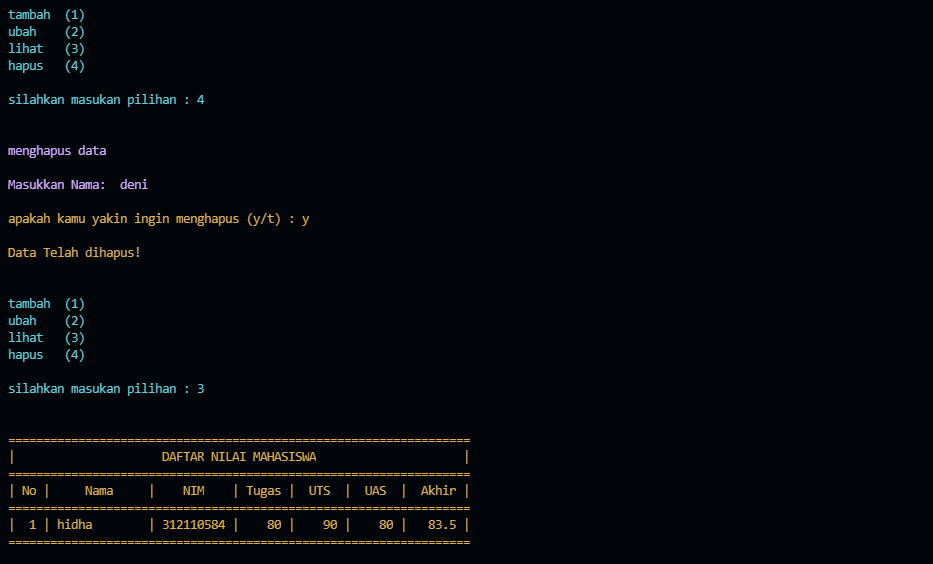 tambah  (1)
ubah    (2)
lihat   (3)
hapus   (4)
silahkan masukan pilihan : 4
menghapus data
Masukkan Nama:  deni
apakah kamu yakin ingin menghapus (y/t) : y
Data Telah dihapus!
tambah  (1)
ubah    (2)
lihat   (3)
hapus   (4)
silahkan masukan pilihan : 3
==================================================================
|                     DAFTAR NILAI MAHASISWA                     |
==================================================================
| No |     Nama     |    NIM    | Tugas |  UTS  |  UAS  |  Akhir |
==================================================================
|  1 | hidha        | 312110584 |    80 |    90 |    80 |   83.5 |
==================================================================